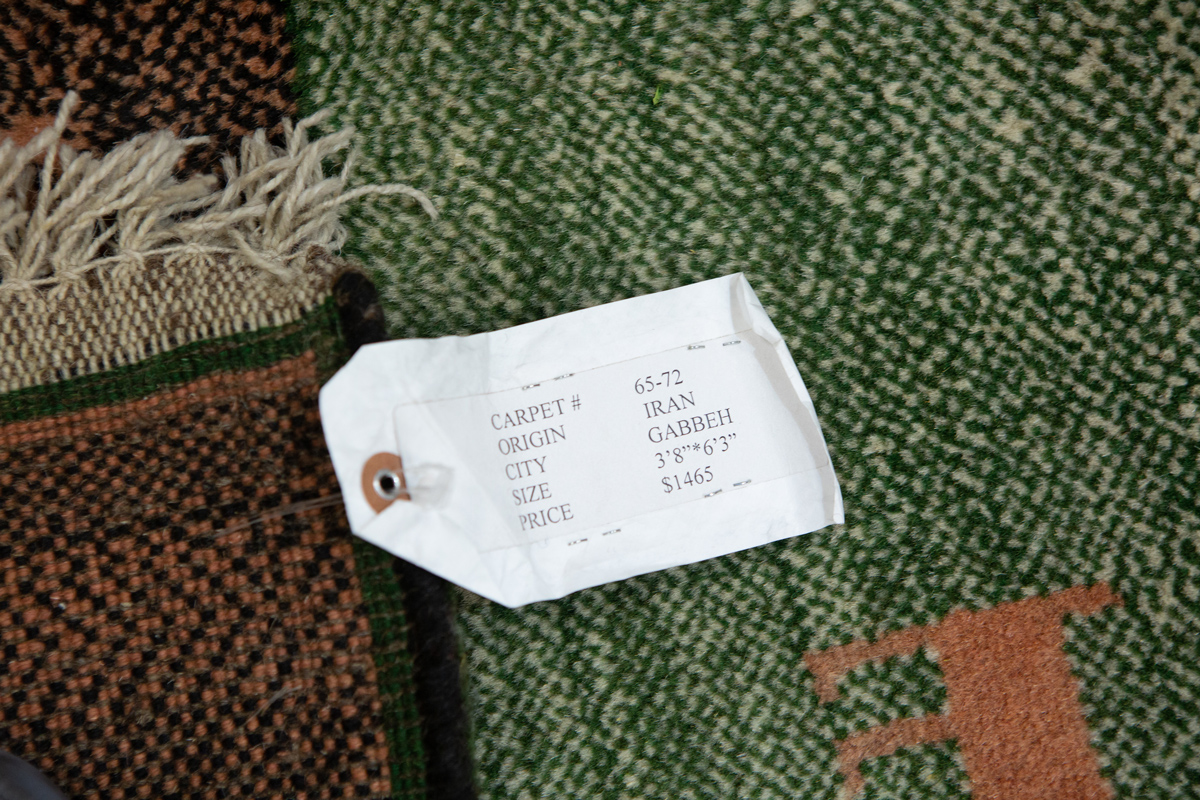 CARPET # 65-72
ORIGIN IRAN
CITY GABBEH
SIZE 3’8”*6’3”
PRICE $1465